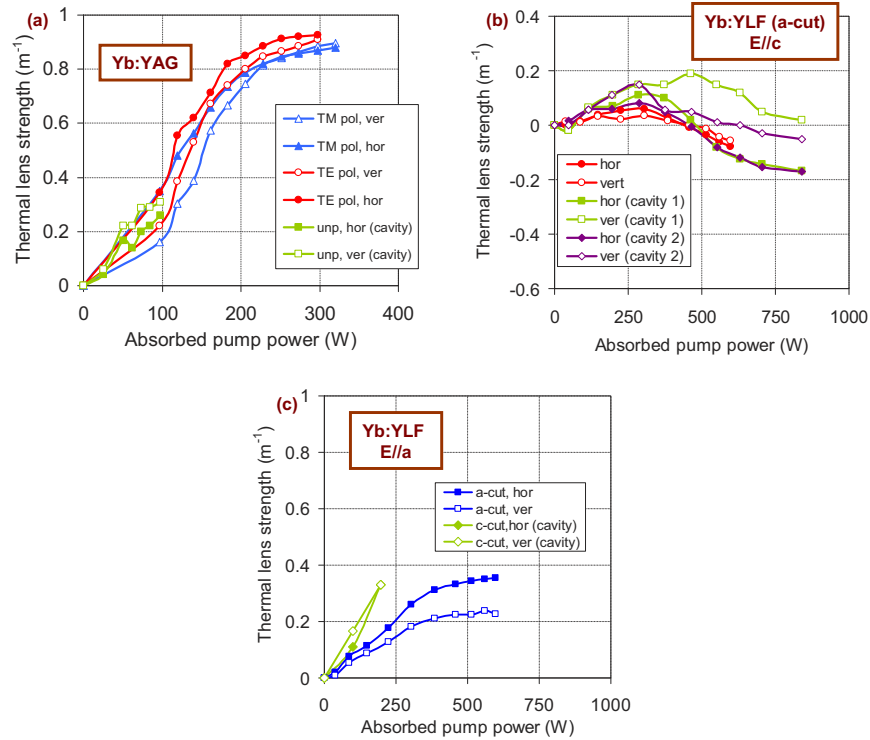 (a)
Yb:YAG
Thermal lens strength (m⁻¹)
1
0.8
0.6
0.4
0.2
0
TM pol, ver
TM pol, hor
TE pol, ver
TE pol, hor
unp, hor (cavity)
unp, ver (cavity)
0
100
200
300
400
Absorbed pump power (W)
(b)
Yb:YLF (a-cut)
E//c
Thermal lens strength (m⁻¹)
0.4
0.2
0
-0.2
-0.4
-0.6
hor
vert
hor (cavity 1)
ver (cavity 1)
hor (cavity 2)
ver (cavity 2)
0
250
500
750
1000
Absorbed pump power (W)
(c)
Yb:YLF
E//a
Thermal lens strength (m⁻¹)
1
0.8
0.6
0.4
0.2
0
a-cut, hor
a-cut, ver
c-cut,hor (cavity)
c-cut, ver (cavity)
0
250
500
750
1000
Absorbed pump power (W)